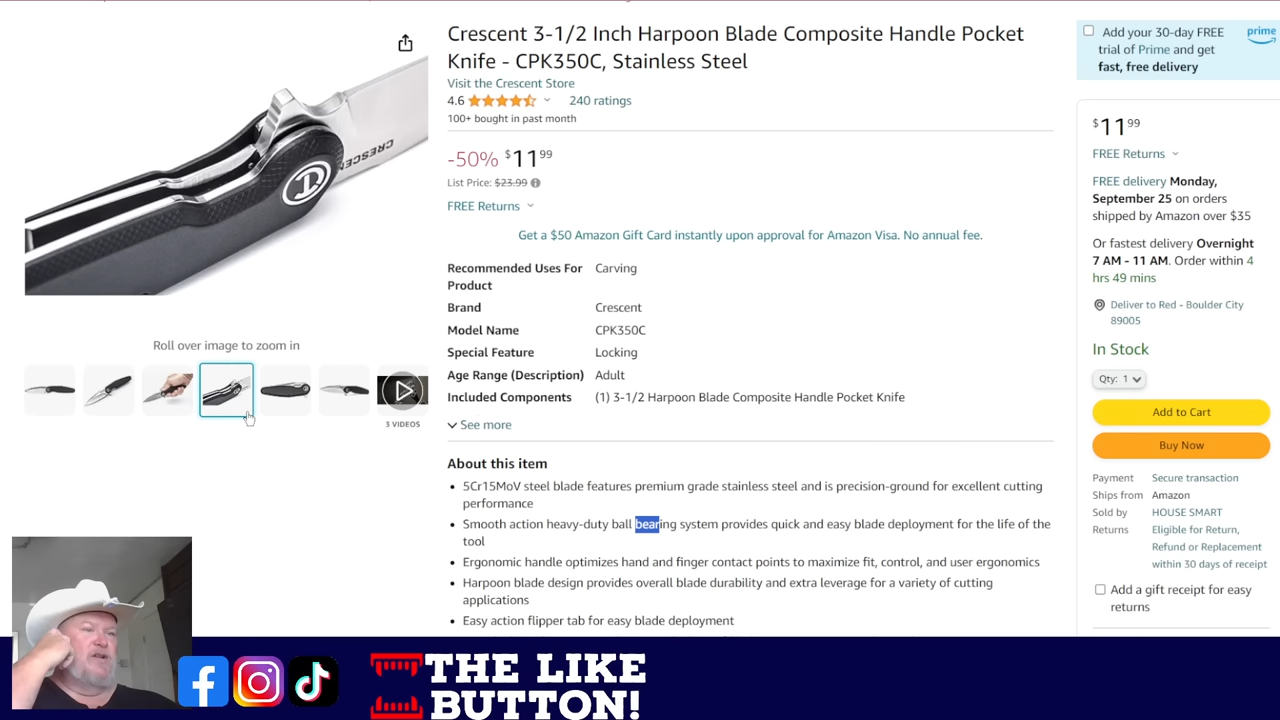 Crescent 3-1/2 Inch Harpoon Blade Composite Handle Pocket
Knife - CPK350C, Stainless Steel
Visit the Crescent Store
4.6 240 ratings
100+ bought in past month
-50% $11 99
List Price: $23.99
FREE Returns
Get a $50 Amazon Gift Card instantly upon approval for Amazon Visa. No annual fee.
Recommended Uses For Carving
Product
Brand Crescent
Model Name CPK350C
Special Feature Locking
Age Range (Description) Adult
Included Components (1) 3-1/2 Harpoon Blade Composite Handle Pocket Knife
See more
About this item
• 5Cr15MoV steel blade features premium grade stainless steel and is precision-ground for excellent cutting
performance
• Smooth action heavy-duty ball bearing system provides quick and easy blade deployment for the life of the
tool
• Ergonomic handle optimizes hand and finger contact points to maximize fit, control, and user ergonomics
• Harpoon blade design provides overall blade durability and extra leverage for a variety of cutting
applications
• Easy action flipper tab for easy blade deployment
CRESCENT
Roll over image to zoom in
3 VIDEOS
Add your 30-day FREE
trial of Prime and get
fast, free delivery
prime
$11 99
FREE Returns
FREE delivery Monday,
September 25 on orders
shipped by Amazon over $35
Or fastest delivery Overnight
7 AM - 11 AM. Order within 4
hrs 49 mins
Deliver to Red - Boulder City
89005
In Stock
Qty: 1
Add to Cart
Buy Now
Payment Secure transaction
Ships from Amazon
Sold by HOUSE SMART
Returns Eligible for Return,
Refund or Replacement
within 30 days of receipt
Add a gift receipt for easy
returns
THE LIKE
BUTTON!